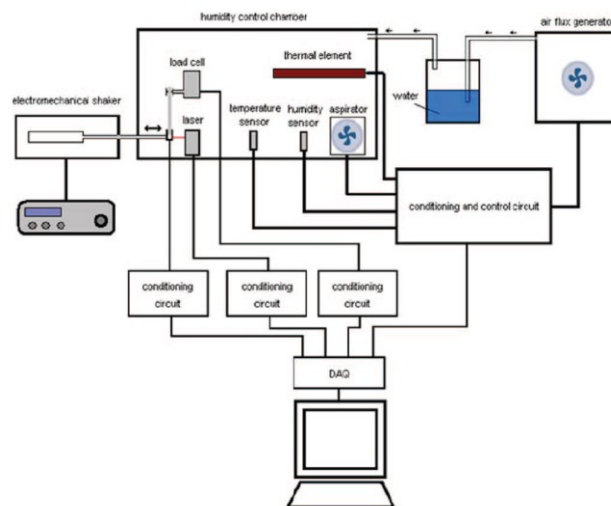 humidity control chamber
air flux generator
load cell
thermal element
electromechanical shaker
laser
temperature
sensor
humidity
sensor
aspirator
water
conditioning and control circuit
conditioning
circuit
conditioning
circuit
conditioning
circuit
DAQ